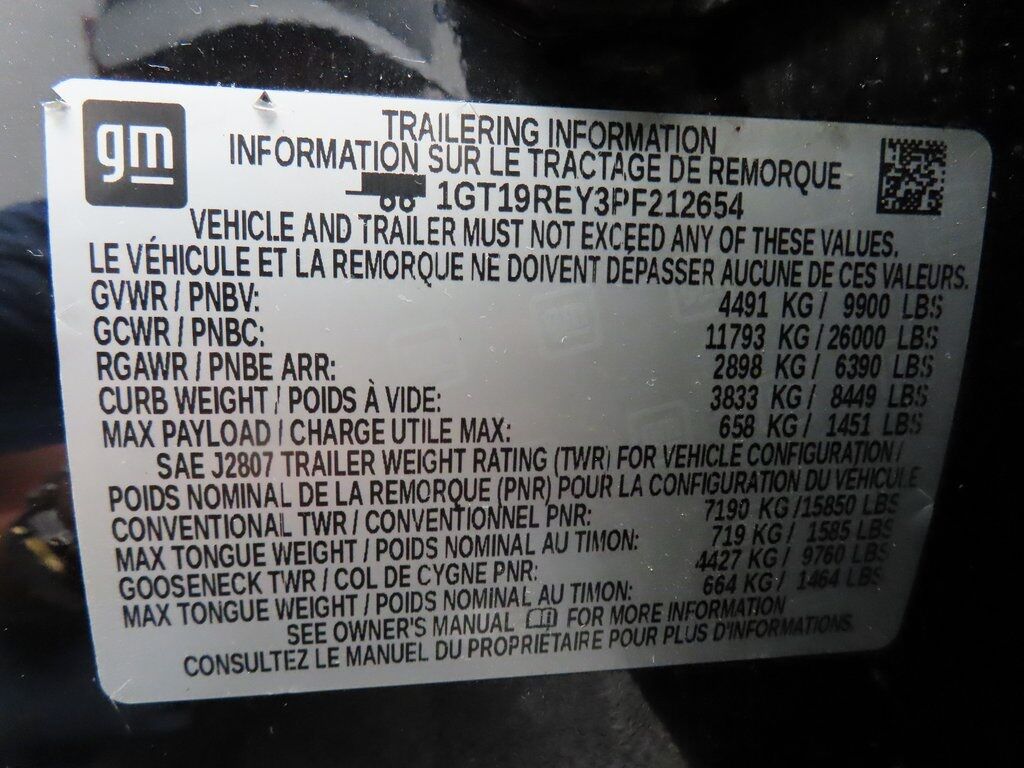 gm
TRAILERING INFORMATION
INFORMATION SUR LE TRACTAGE DE REMORQUE
1GT19REY3PF212654
VEHICLE AND TRAILER MUST NOT EXCEED ANY OF THESE VALUES.
LE VÉHICULE ET LA REMORQUE NE DOIVENT DÉPASSER AUCUNE DE CES VALEURS.
GVWR / PNBV: 4491 KG / 9900 LBS
GCWR / PNBC: 11793 KG / 26000 LBS
RGAWR / PNBE ARR: 2898 KG / 6390 LBS
CURB WEIGHT / POIDS À VIDE: 3833 KG / 8449 LBS
MAX PAYLOAD / CHARGE UTILE MAX: 658 KG / 1451 LBS
SAE J2807 TRAILER WEIGHT RATING (TWR) FOR VEHICLE CONFIGURATION /
POIDS NOMINAL DE LA REMORQUE (PNR) POUR LA CONFIGURATION DU VÉHICULE
CONVENTIONAL TWR / CONVENTIONNEL PNR: 7190 KG /15850 LBS
MAX TONGUE WEIGHT / POIDS NOMINAL AU TIMON: 719 KG / 1585 LBS
GOOSENECK TWR / COL DE CYGNE PNR: 4427 KG / 9760 LBS
MAX TONGUE WEIGHT / POIDS NOMINAL AU TIMON: 664 KG / 1464 LBS
SEE OWNER'S MANUAL FOR MORE INFORMATION
CONSULTEZ LE MANUEL DU PROPRIÉTAIRE POUR PLUS D'INFORMATIONS.